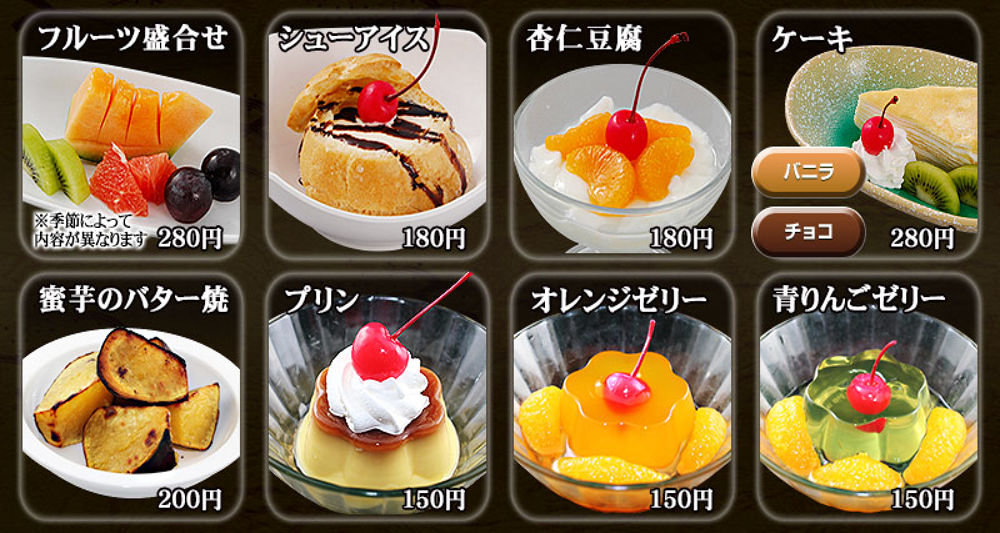 フルーツ盛合せ
※季節によって
内容が異なります
280円
シューアイス
180円
杏仁豆腐
180円
ケーキ
バニラ
チョコ
280円
蜜芋のバター焼
200円
プリン
150円
オレンジゼリー
150円
青りんごゼリー
150円